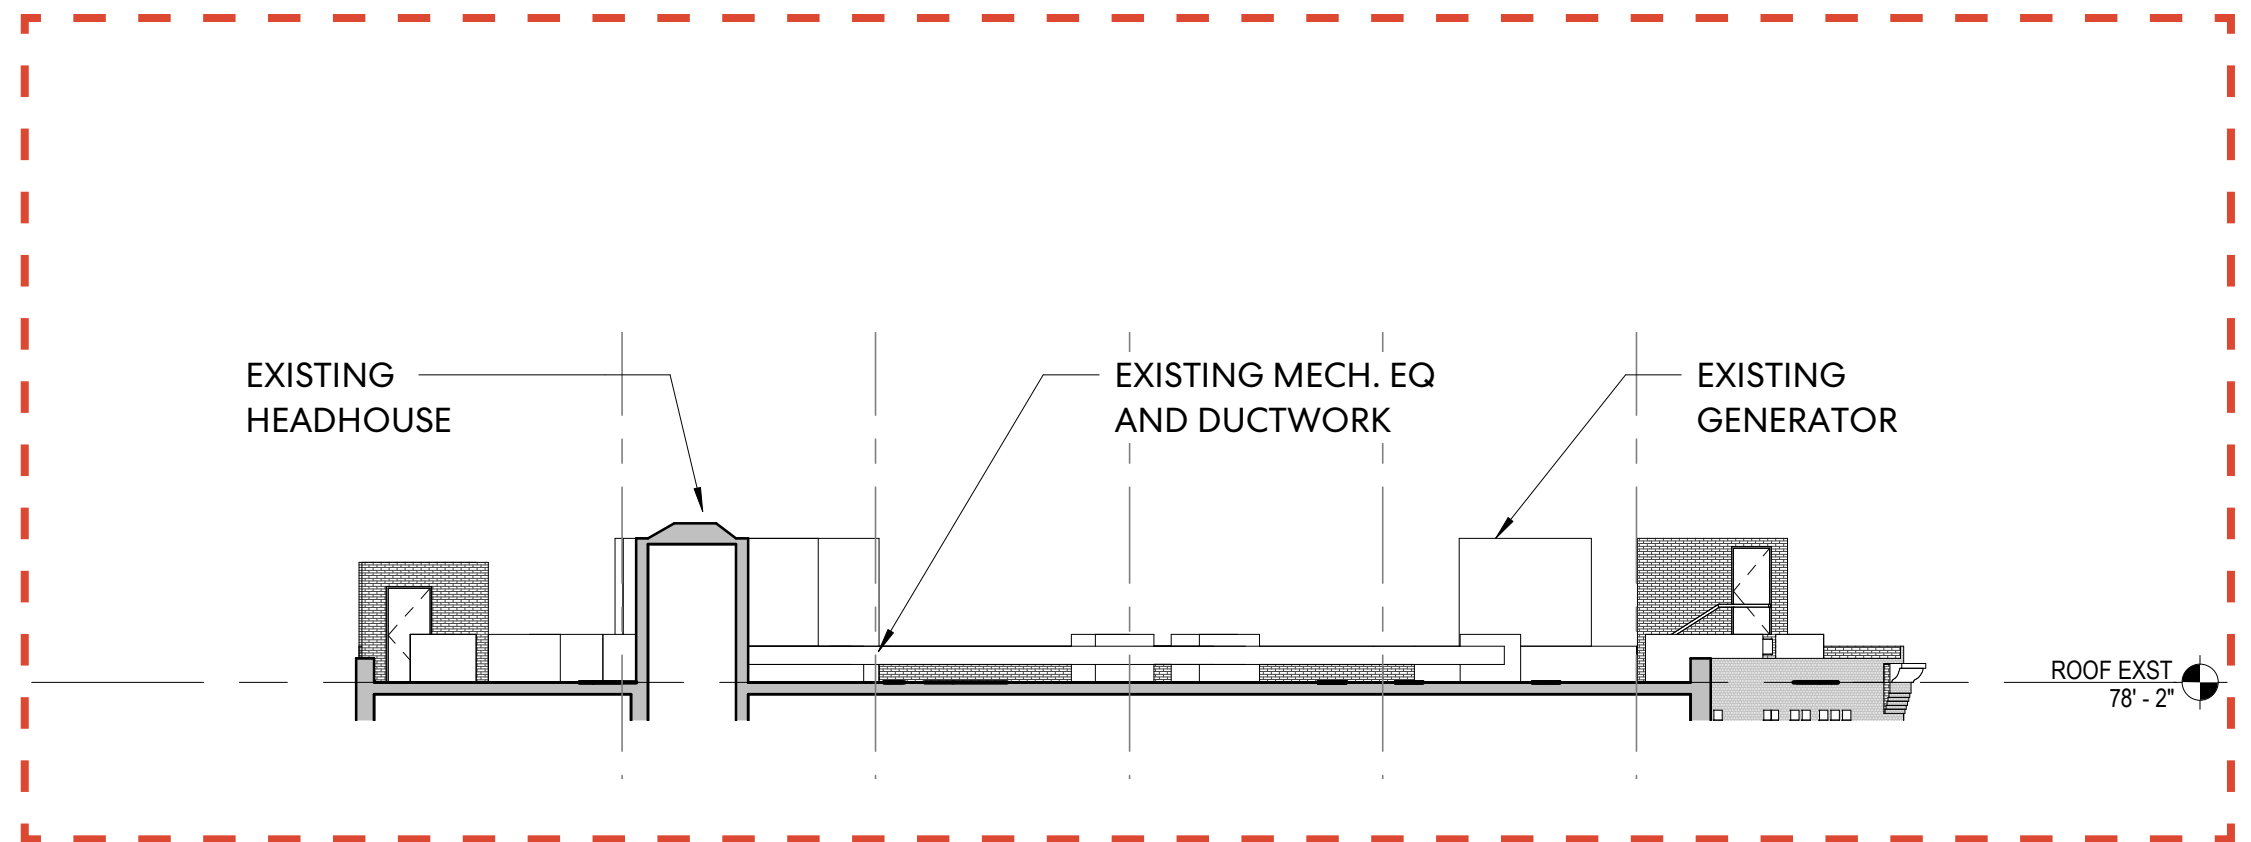 EXISTING
HEADHOUSE
EXISTING MECH. EQ
AND DUCTWORK
EXISTING
GENERATOR
ROOF EXST
78' - 2"